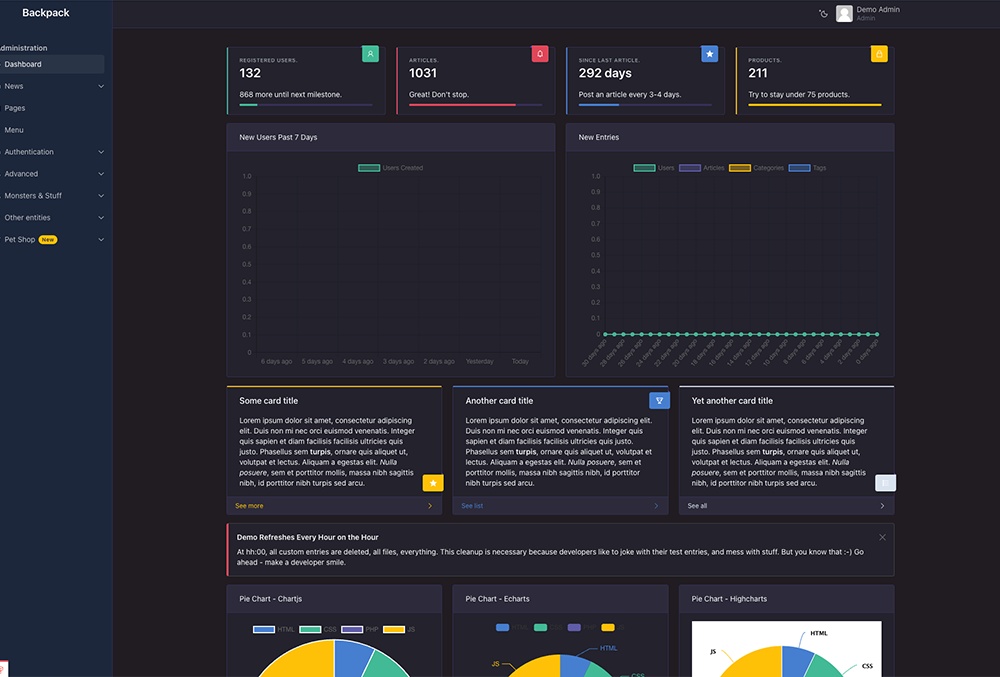 Backpack
Demo Admin
Admin
dministration
Dashboard
News
Pages
Menu
Authentication
Advanced
Monsters & Stuff
Other entities
Pet Shop New
REGISTERED USERS.
132
868 more until next milestone.
ARTICLES.
1031
Great! Don't stop.
SINCE LAST ARTICLE.
292 days
Post an article every 3-4 days.
PRODUCTS.
211
Try to stay under 75 products.
New Users Past 7 Days
Users Created
1.0
0.9
0.8
0.7
0.6
0.5
0.4
0.3
0.2
0.1
0
6 days ago 5 days ago 4 days ago 3 days ago 2 days ago Yesterday Today
New Entries
Users Articles Categories Tags
1.0
0.9
0.8
0.7
0.6
0.5
0.4
0.3
0.2
0.1
0
30 days ago 28 days ago 26 days ago 24 days ago 22 days ago 20 days ago 18 days ago 16 days ago 14 days ago 12 days ago 10 days ago 8 days ago 6 days ago 4 days ago 2 days ago 0 days ago
Some card title
Lorem ipsum dolor sit amet, consectetur adipiscing
elit. Duis non mi nec orci euismod venenatis. Integer
quis sapien et diam facilisis facilisis ultricies quis
justo. Phasellus sem turpis, ornare quis aliquet ut,
volutpat et lectus. Aliquam a egestas elit. Nulla
posuere, sem et porttitor mollis, massa nibh sagittis
nibh, id porttitor nibh turpis sed arcu.
See more
Another card title
Lorem ipsum dolor sit amet, consectetur adipiscing
elit. Duis non mi nec orci euismod venenatis. Integer
quis sapien et diam facilisis facilisis ultricies quis
justo. Phasellus sem turpis, ornare quis aliquet ut,
volutpat et lectus. Aliquam a egestas elit. Nulla
posuere, sem et porttitor mollis, massa nibh sagittis
nibh, id porttitor nibh turpis sed arcu.
See list
Yet another card title
Lorem ipsum dolor sit amet, consectetur adipiscing
elit. Duis non mi nec orci euismod venenatis. Integer
quis sapien et diam facilisis facilisis ultricies quis
justo. Phasellus sem turpis, ornare quis aliquet ut,
volutpat et lectus. Aliquam a egestas elit. Nulla
posuere, sem et porttitor mollis, massa nibh sagittis
nibh, id porttitor nibh turpis sed arcu.
See all
Demo Refreshes Every Hour on the Hour
At hh:00, all custom entries are deleted, all files, everything. This cleanup is necessary because developers like to joke with their test entries, and mess with stuff. But you know that :-) Go
ahead - make a developer smile.
Pie Chart - Chartjs
HTML CSS PHP JS
Pie Chart - Echarts
HTML CSS PHP JS
HTML
JS
CSS
Pie Chart - Highcharts
HTML
JS
CSS